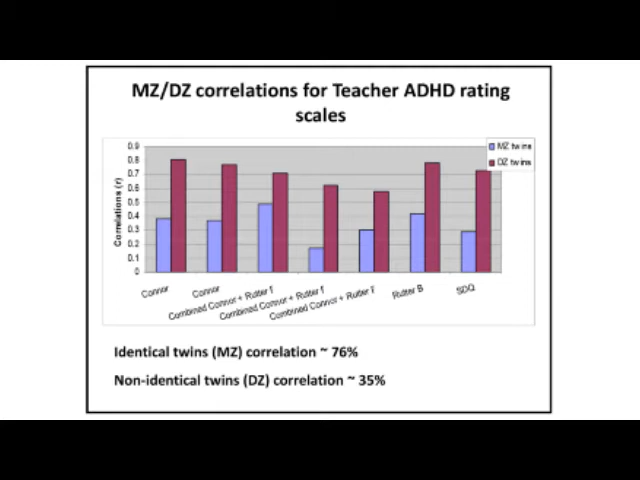 MZ/DZ correlations for Teacher ADHD rating
scales
MZ twins
DZ twins
Correlations (r)
0.9
0.8
0.7
0.6
0.5
0.4
0.3
0.2
0.1
0
Connor
Connor
Combined Connor + Rutter
Combined Connor + Rutter
Combined Connor + Rutter
Rutter B
SDQ
Identical twins (MZ) correlation ~ 76%
Non-identical twins (DZ) correlation ~ 35%